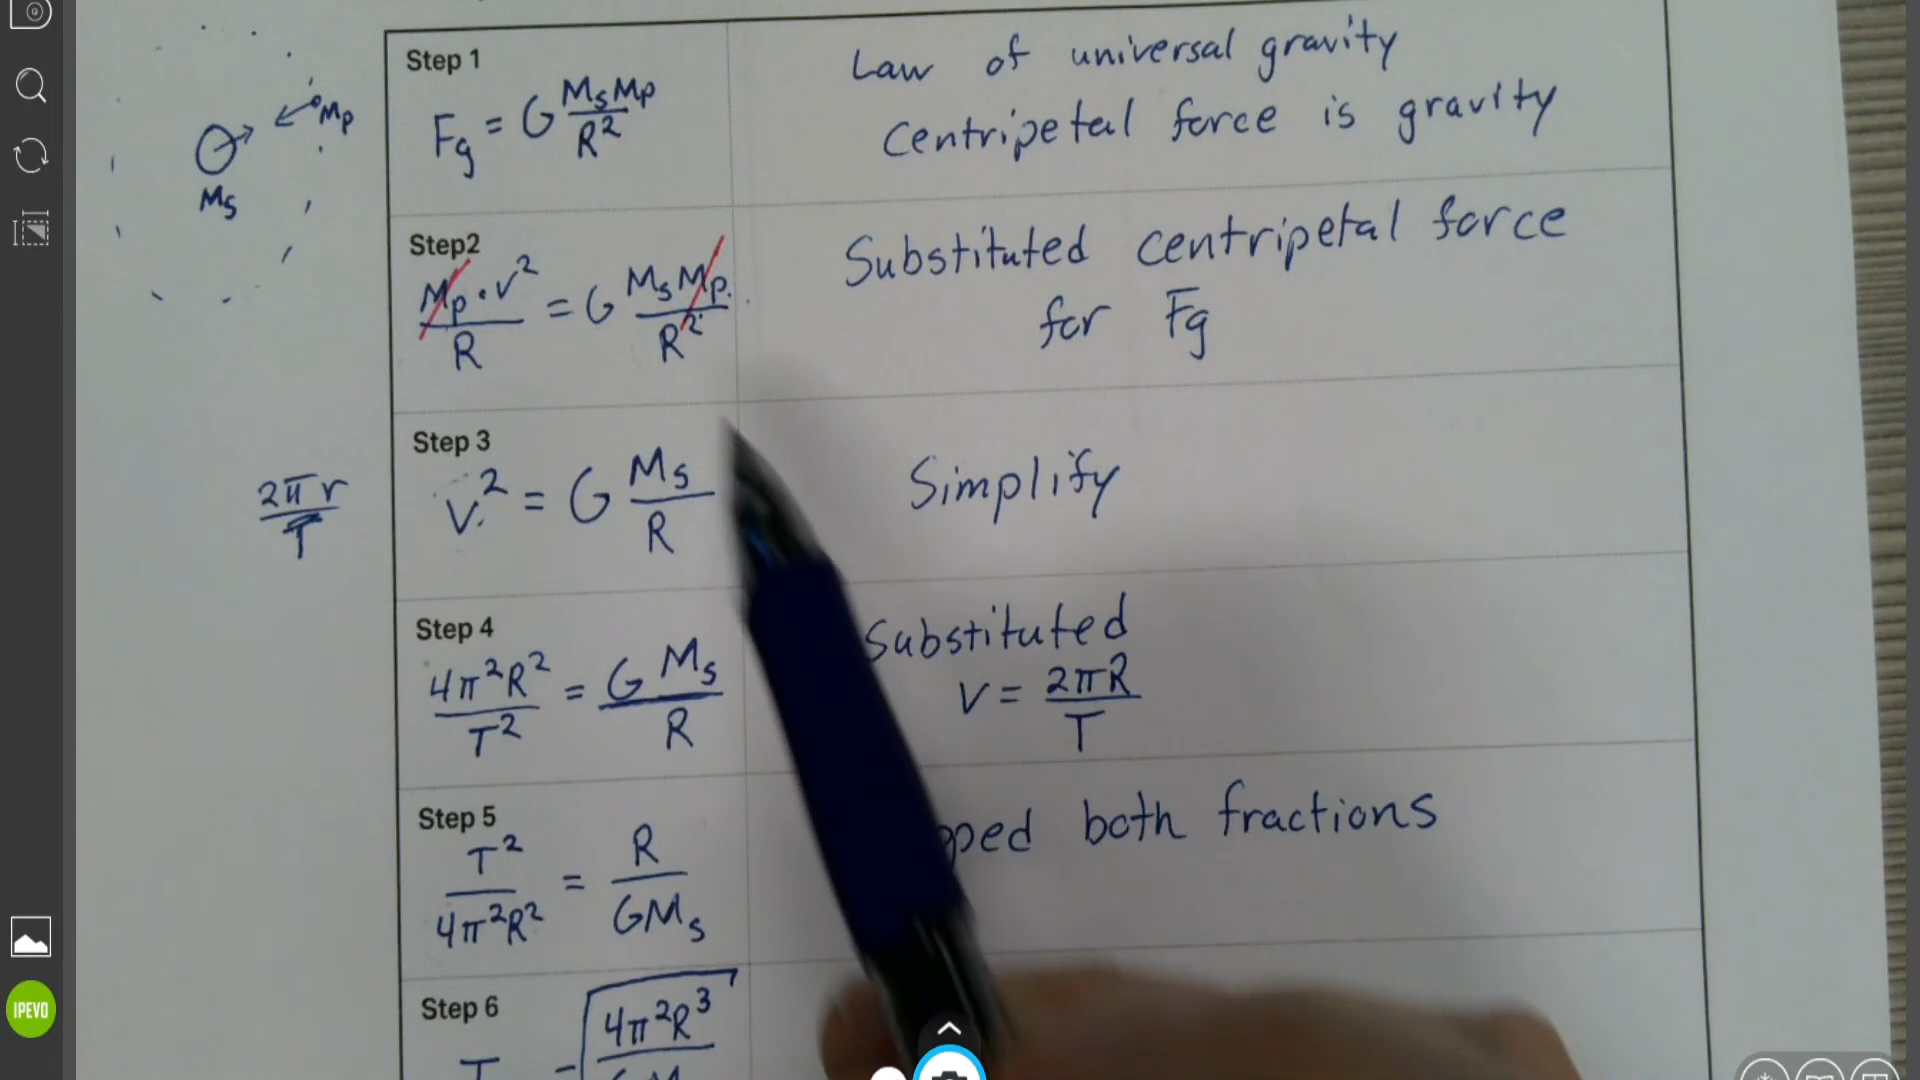 Step 1
Fg = G MsMp / R²
Law of universal gravity
Centripetal force is gravity
Mp
Ms
Step2
Mp · v² / R = G MsMp / R²
Substituted centripetal force
for Fg
Step 3
v² = G Ms / R
Simplify
2πr / T
Step 4
4π²R² / T² = G Ms / R
Substituted
V = 2πR / T
Step 5
T² / 4π²R² = R / GMs
both fractions
Step 6
4π²R³
IPEVO